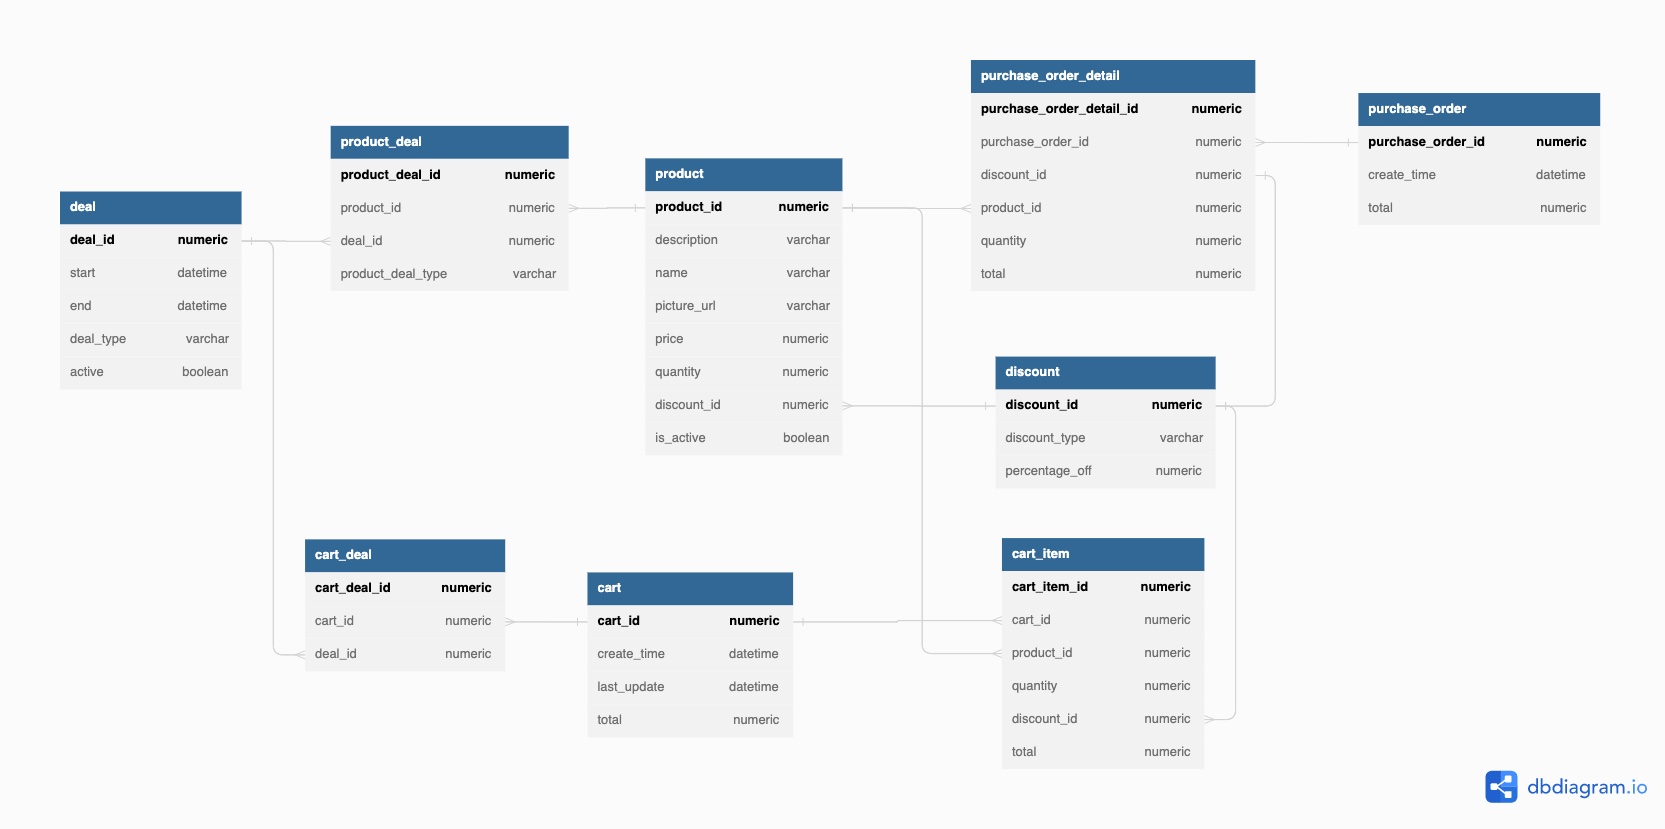 deal
deal_id numeric
start datetime
end datetime
deal_type varchar
active boolean
product_deal
product_deal_id numeric
product_id numeric
deal_id numeric
product_deal_type varchar
product
product_id numeric
description varchar
name varchar
picture_url varchar
price numeric
quantity numeric
discount_id numeric
is_active boolean
purchase_order_detail
purchase_order_detail_id numeric
purchase_order_id numeric
discount_id numeric
product_id numeric
quantity numeric
total numeric
purchase_order
purchase_order_id numeric
create_time datetime
total numeric
discount
discount_id numeric
discount_type varchar
percentage_off numeric
cart_deal
cart_deal_id numeric
cart_id numeric
deal_id numeric
cart
cart_id numeric
create_time datetime
last_update datetime
total numeric
cart_item
cart_item_id numeric
cart_id numeric
product_id numeric
quantity numeric
discount_id numeric
total numeric
dbdiagram.io